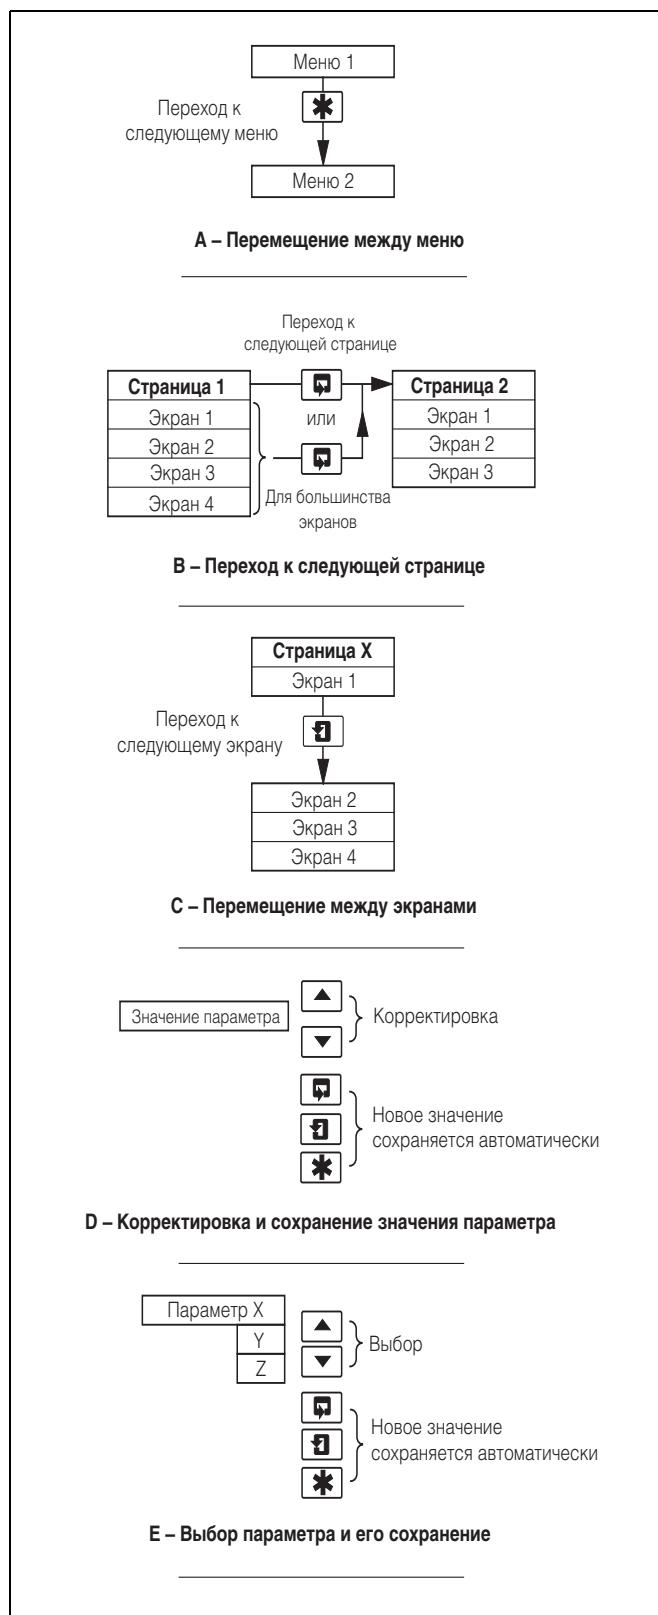 Меню 1
Переход к
следующему меню
Меню 2
A – Перемещение между меню
Переход к
следующей странице
Страница 1
Экран 1
Экран 2
Экран 3
Экран 4
или
Для большинства
экранов
Страница 2
Экран 1
Экран 2
Экран 3
B – Переход к следующей странице
Страница X
Экран 1
Переход к
следующему экрану
Экран 2
Экран 3
Экран 4
C – Перемещение между экранами
Значение параметра
Корректировка
Новое значение
сохраняется автоматически
D – Корректировка и сохранение значения параметра
Параметр X
Y
Z
Выбор
Новое значение
сохраняется автоматически
E – Выбор параметра и его сохранение